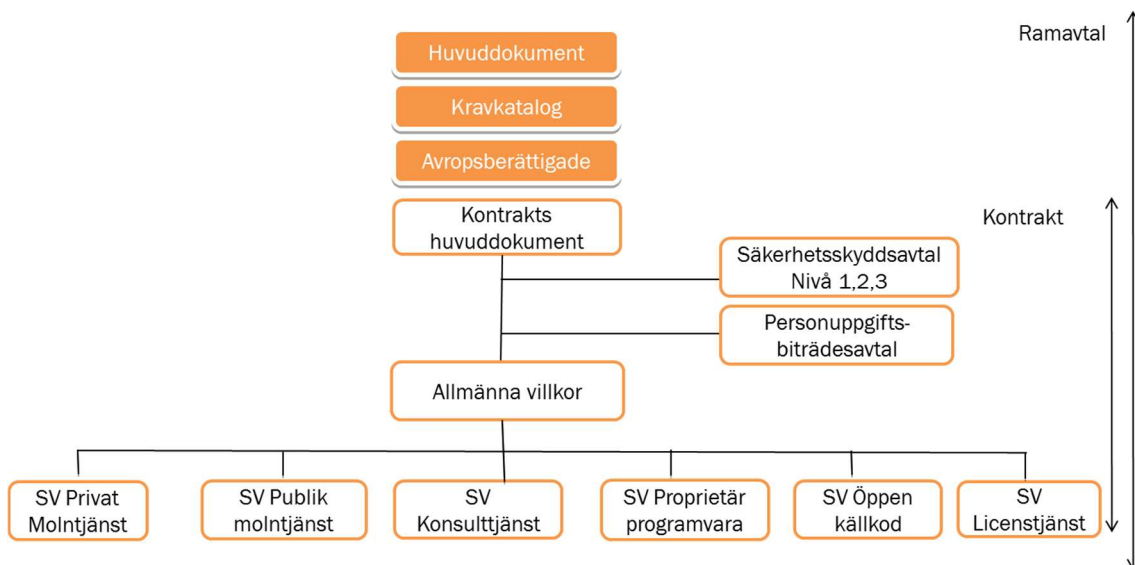 Ramavtal
Huvuddokument
Kravkatalog
Avropsberättigade
Kontrakts
huvuddokument
Kontrakt
Säkerhetsskyddsavtal
Nivå 1,2,3
Personuppgifts-
biträdesavtal
Allmänna villkor
SV Privat
Molntjänst
SV Publik
molntjänst
SV
Konsulttjänst
SV Proprietär
programvara
SV Öppen
källkod
SV
Licenstjänst